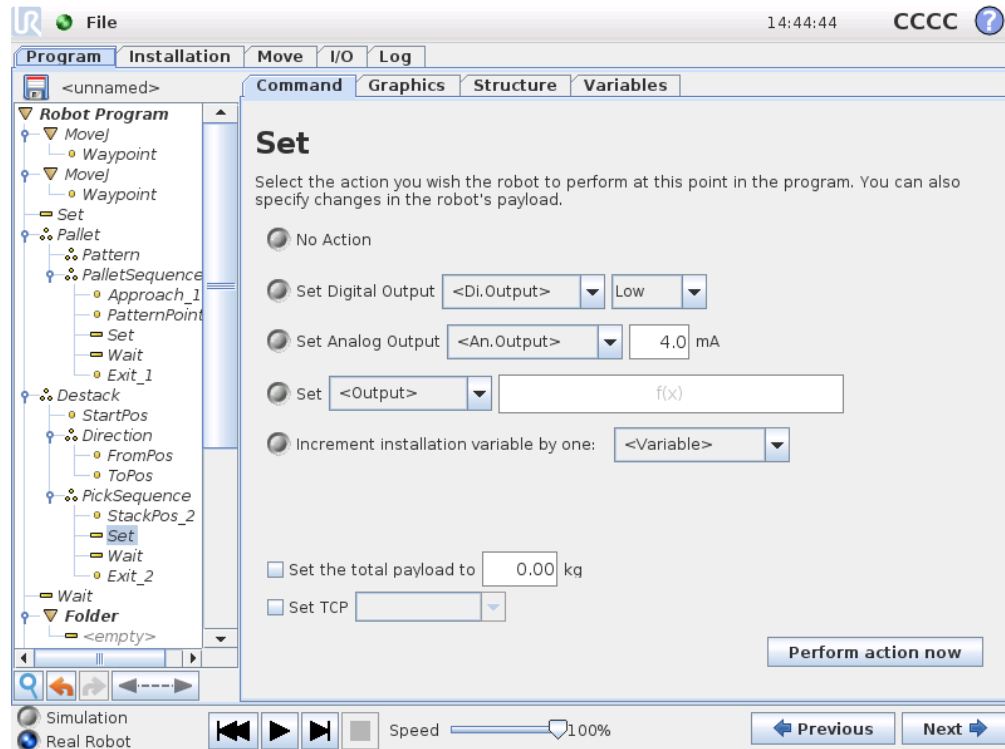 UR File 14:44:44 CCCC ?
Program Installation Move I/O Log
<unnamed>
Command Graphics Structure Variables
Robot Program
MoveJ
Waypoint
MoveJ
Waypoint
Set
Pallet
Pattern
PalletSequence
Approach_1
PatternPoint
Set
Wait
Exit_1
Destack
StartPos
Direction
FromPos
ToPos
PickSequence
StackPos_2
Set
Wait
Exit_2
Wait
Folder
<empty>
Set
Select the action you wish the robot to perform at this point in the program. You can also
specify changes in the robot's payload.
No Action
Set Digital Output <Di.Output> Low
Set Analog Output <An.Output> 4.0 mA
Set <Output> f(x)
Increment installation variable by one: <Variable>
Set the total payload to 0.00 kg
Set TCP
Perform action now
Simulation
Real Robot
Speed 100%
Previous Next